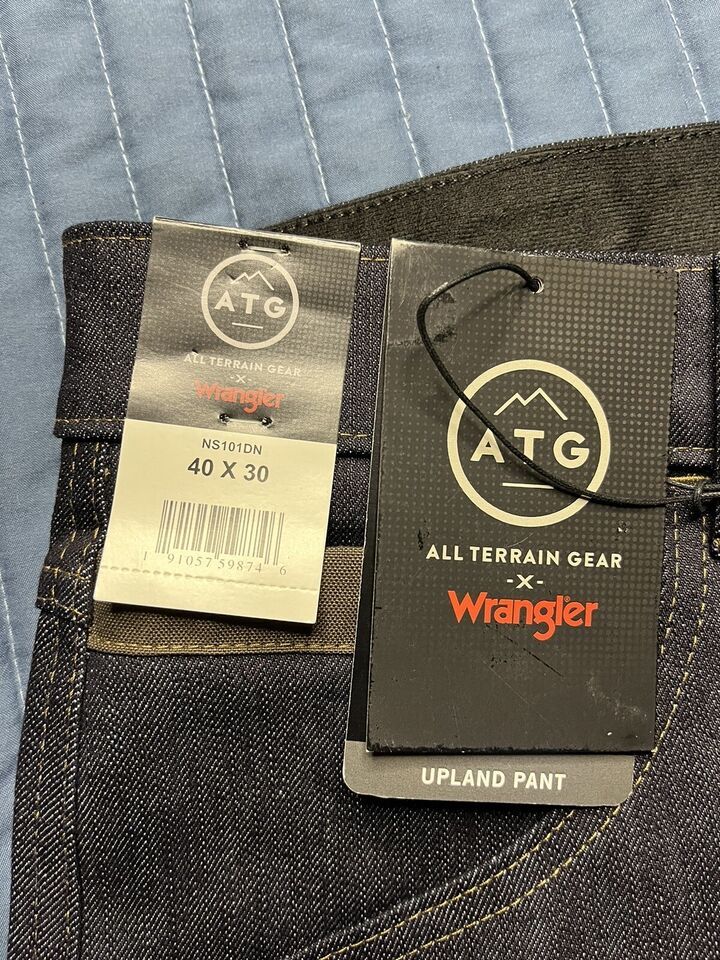 ATG
ALL TERRAIN GEAR
-X-
Wrangler
NS101DN
40 X 30
1 91057 59874 6
ATG
ALL TERRAIN GEAR
-X-
Wrangler®
UPLAND PANT